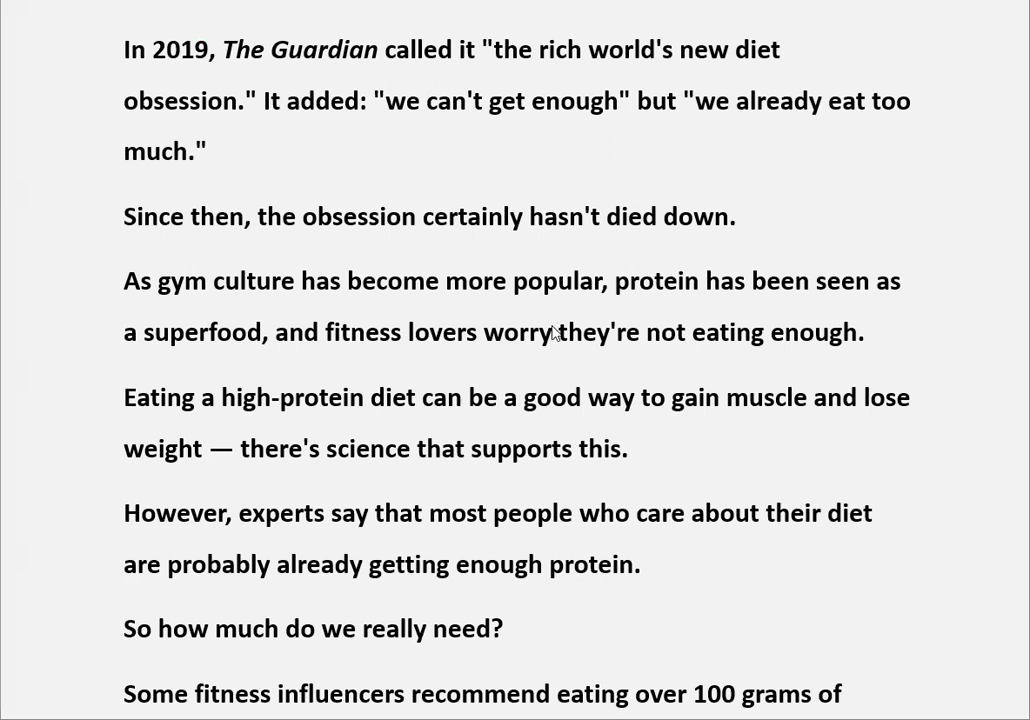 In 2019, The Guardian called it "the rich world's new diet
obsession." It added: "we can't get enough" but "we already eat too
much."
Since then, the obsession certainly hasn't died down.
As gym culture has become more popular, protein has been seen as
a superfood, and fitness lovers worry they're not eating enough.
Eating a high-protein diet can be a good way to gain muscle and lose
weight — there's science that supports this.
However, experts say that most people who care about their diet
are probably already getting enough protein.
So how much do we really need?
Some fitness influencers recommend eating over 100 grams of